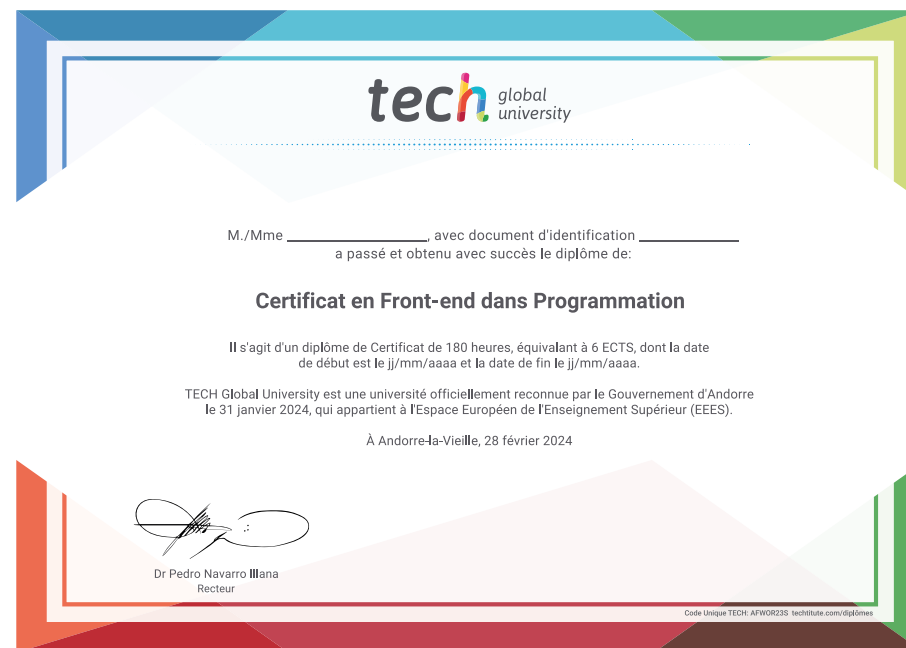 tech global university
M./Mme ____________, avec document d'identification ____________
a passé et obtenu avec succès le diplôme de:
Certificat en Front-end dans Programmation
Il s'agit d'un diplôme de Certificat de 180 heures, équivalant à 6 ECTS, dont la date
de début est le jj/mm/aaaa et la date de fin le jj/mm/aaaa.
TECH Global University est une université officiellement reconnue par le Gouvernement d'Andorre
le 31 janvier 2024, qui appartient à l'Espace Européen de l'Enseignement Supérieur (EEES).
À Andorre-la-Vieille, 28 février 2024
Dr Pedro Navarro Illana
Recteur
Code Unique TECH: AFWOR23S techtitute.com/diplômes